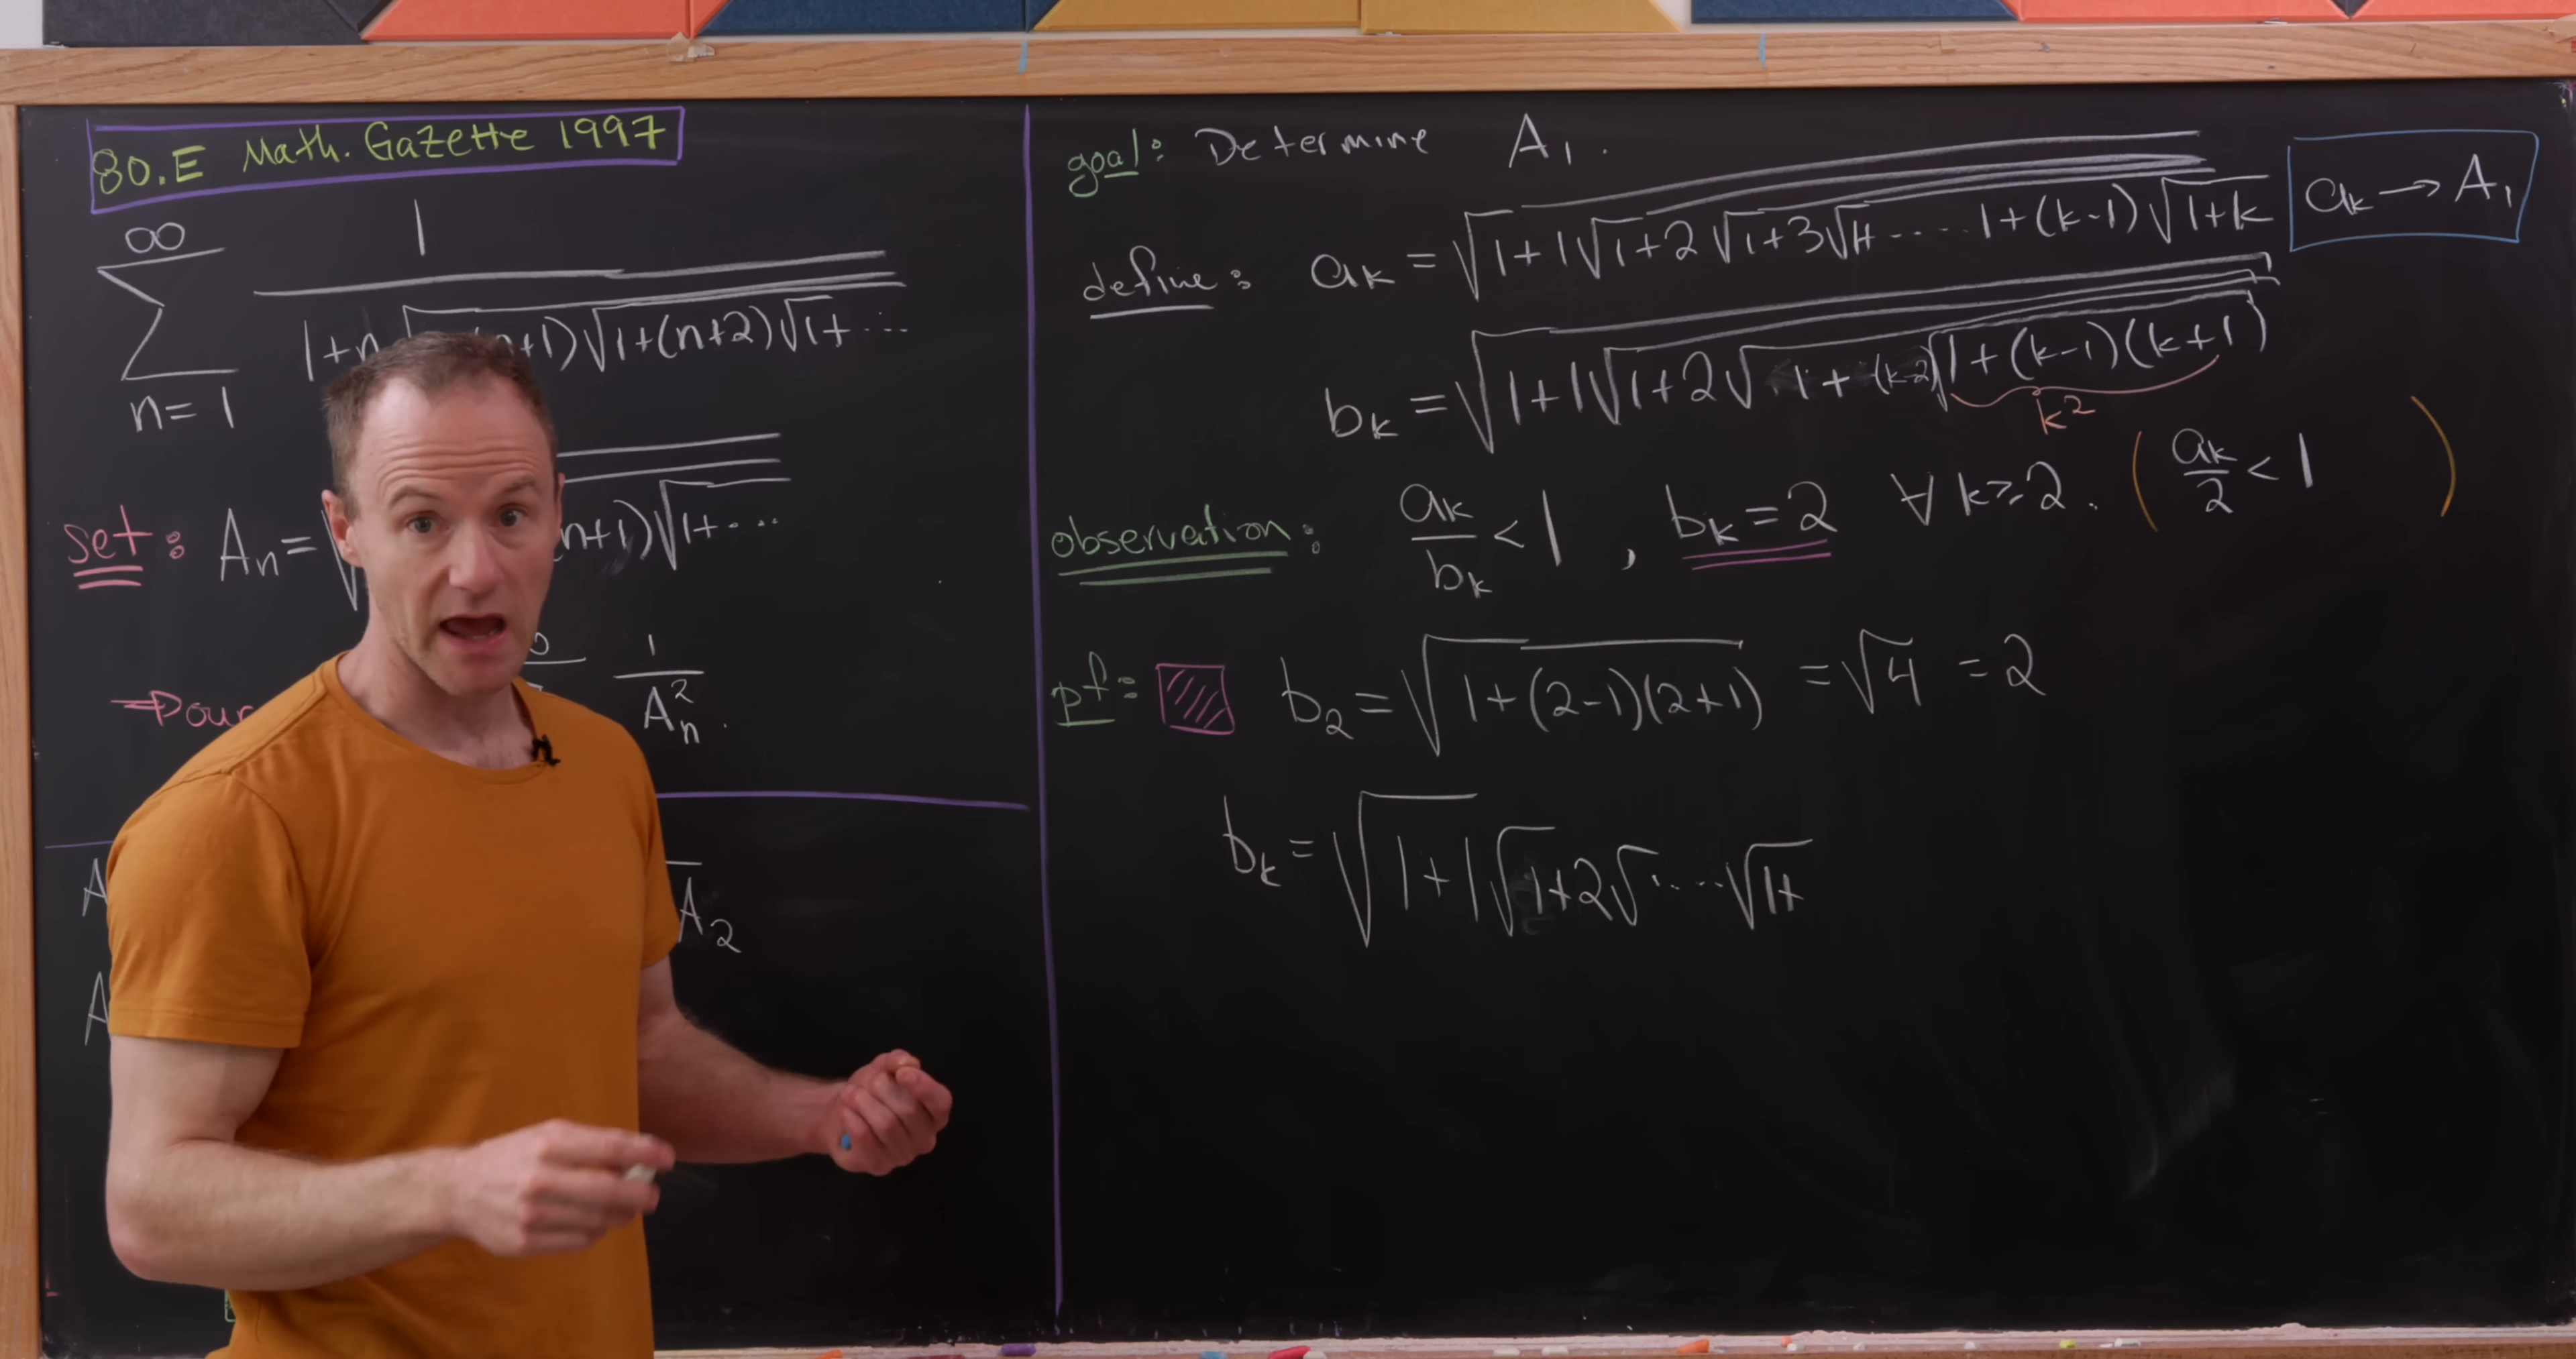 80.E Math. Gazette 1997
∞
∑
n=1
1
1+n√ n+1)√1+(n+2)√1+ ...
set: An=√ n+1)√1+...
⇒Our
1
A²n .
A
A2
A
goal: Determine A1.
define: ak = √1+1√1+2√1+3√1+.....1+(k-1)√1+k
ak → A1
bk = √1+1√1+2√ 1+ (k-2)√1+(k-1)(k+1)
k²
observation: ak/bk < 1 , bk=2 ∀ k≥2. (ak/2 < 1 )
pf: b2 = √1+(2-1)(2+1) = √4 = 2
bk = √1+1√1+2√.....√1+